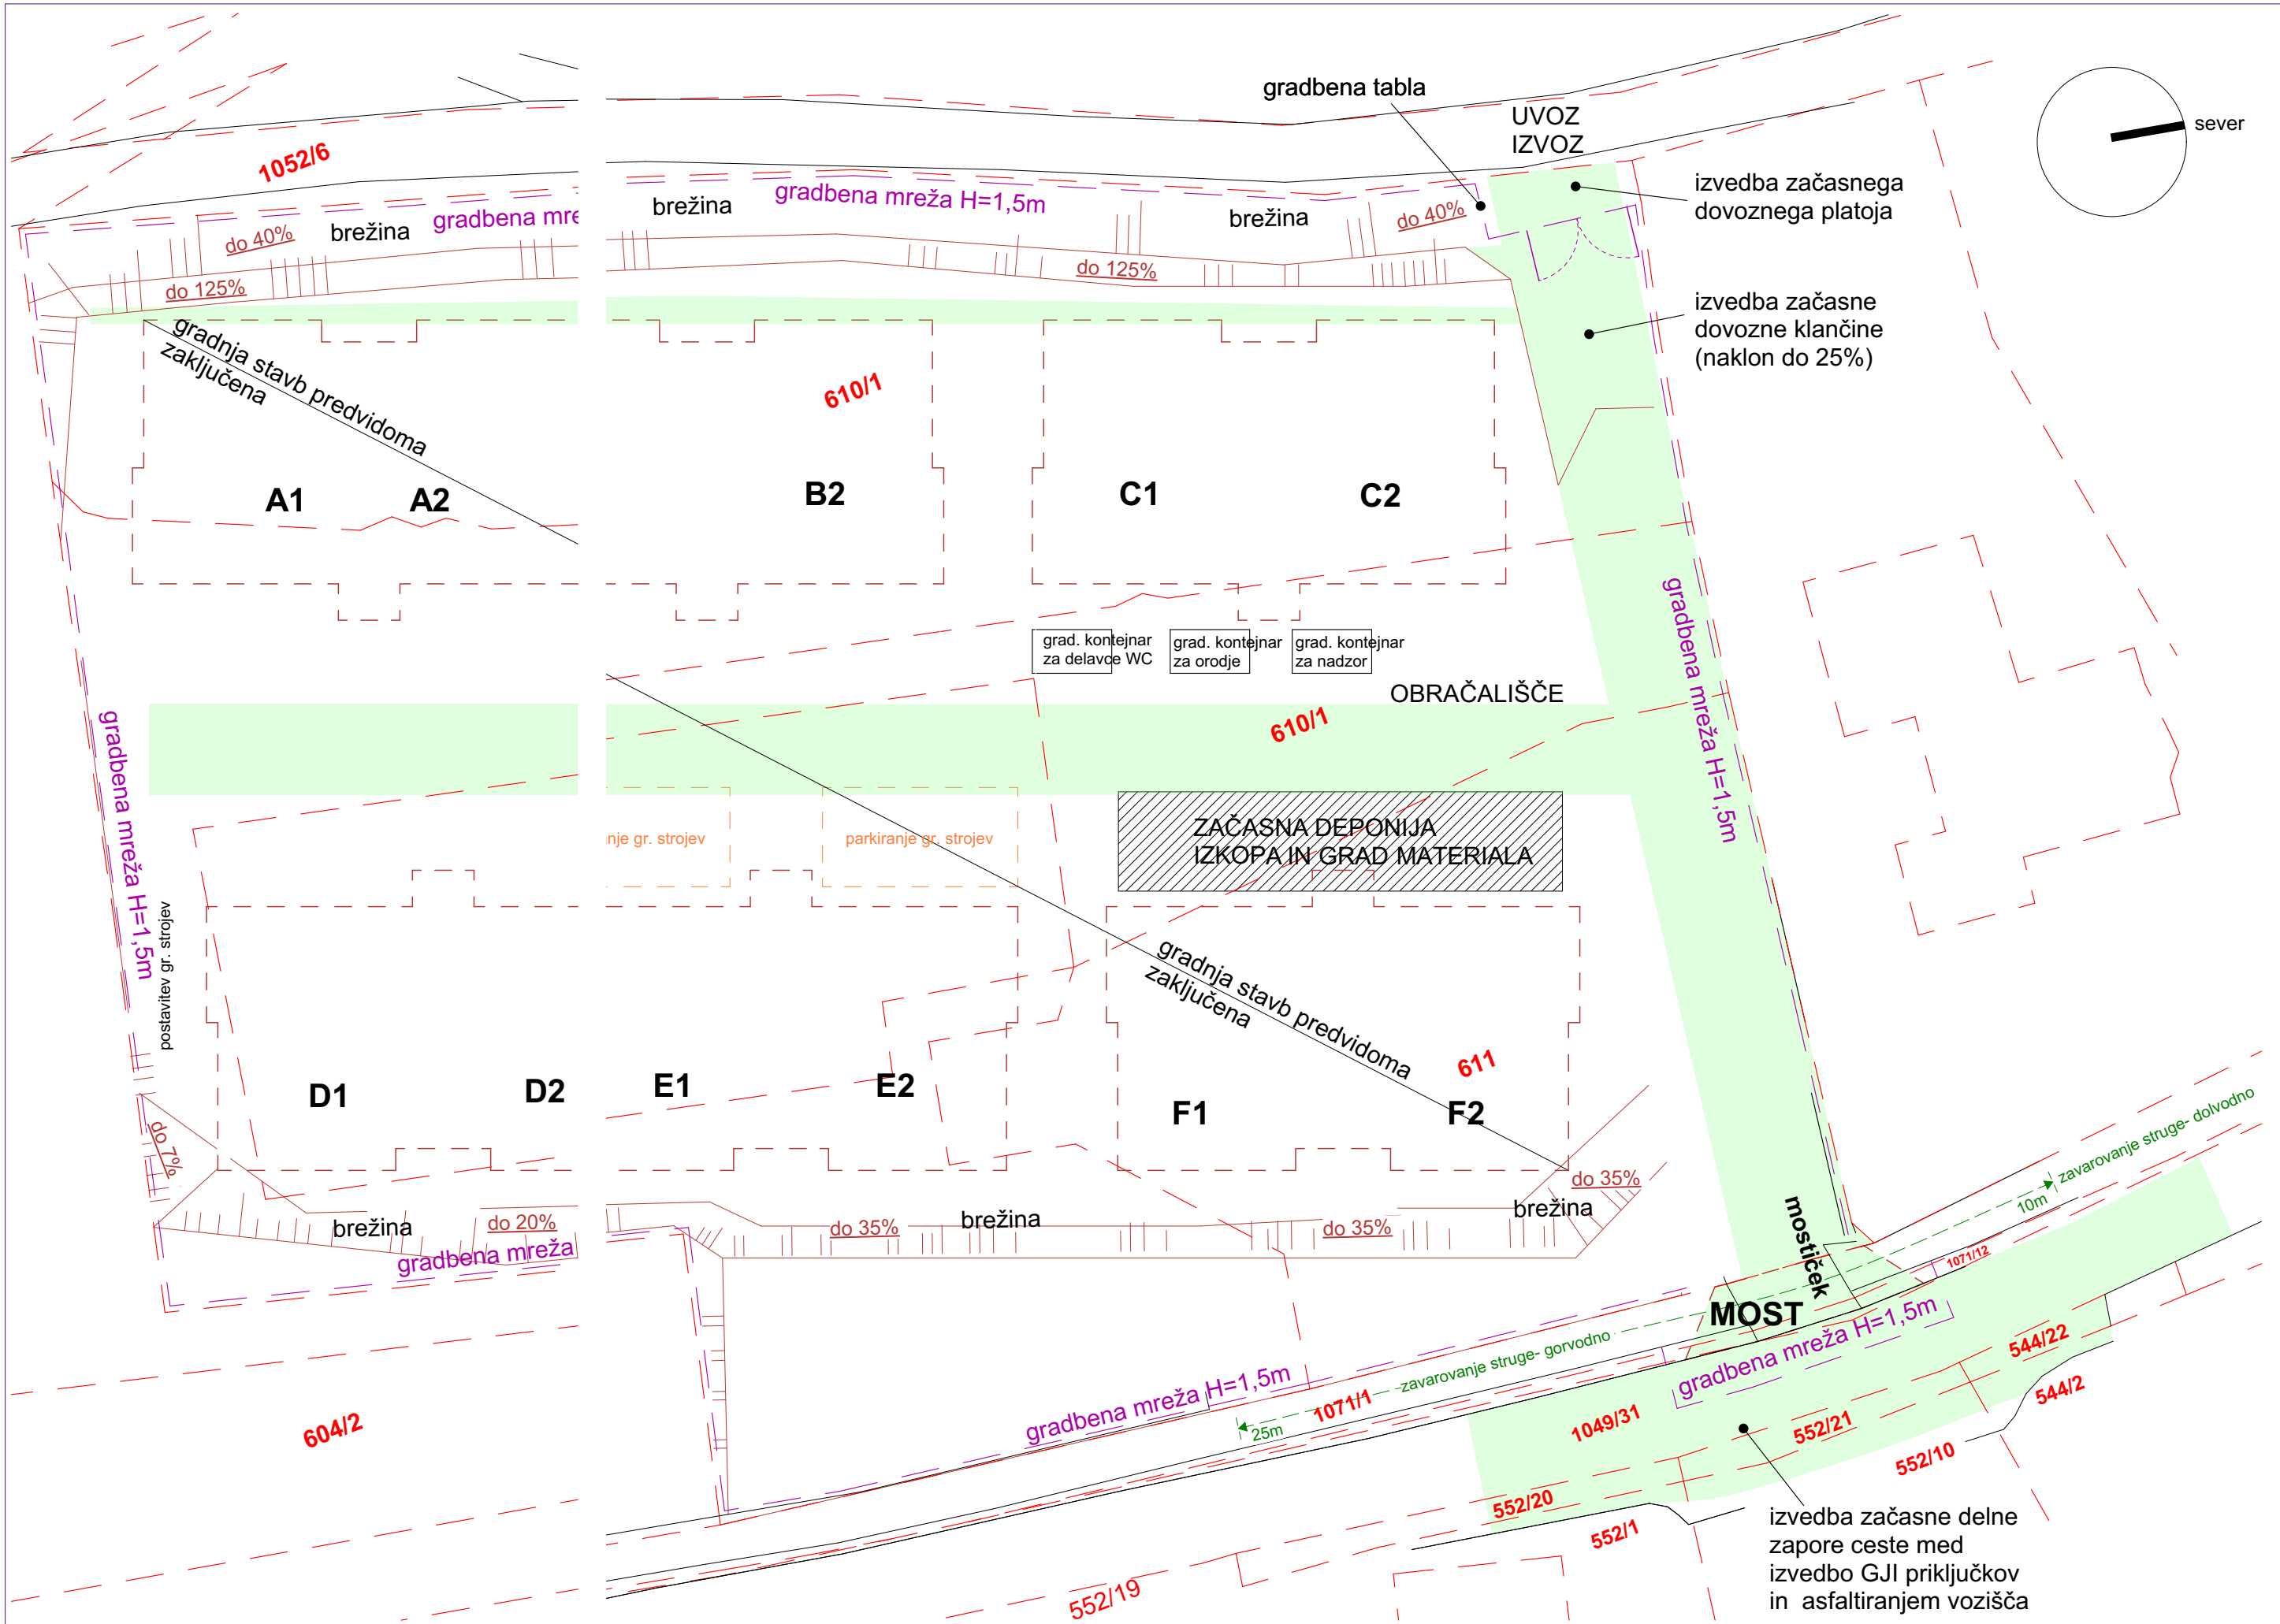 gradbena tabla
UVOZ
IZVOZ
sever
1052/6
izvedba začasnega
dovoznega platoja
gradbena mreža H=1,5m
brežina
brežina
brežina
gradbena mre
do 40%
do 40%
do 125%
do 125%
izvedba začasne
dovozne klančine
(naklon do 25%)
gradnja stavb predvidoma
zaključena
610/1
A1
A2
B2
C1
C2
gradbena mreža H=1,5m
grad. kontejnar
za delavce WC
grad. kontejnar
za orodje
grad. kontejnar
za nadzor
OBRAČALIŠČE
610/1
gradbena mreža H=1,5m
nje gr. strojev
parkiranje gr. strojev
ZAČASNA DEPONIJA
IZKOPA IN GRAD MATERIALA
postavitev gr. strojev
gradnja stavb predvidoma
zaključena
611
D1
D2
E1
E2
F1
F2
do 7%
zavarovanje struge- dolvodno
10m
do 35%
brežina
do 20%
do 35%
brežina
do 35%
brežina
gradbena mreža
mostiček
1071/12
MOST
gradbena mreža H=1,5m
zavarovanje struge- gorvodno
25m
gradbena mreža H=1,5m
1071/1
544/22
544/2
1049/31
552/21
552/10
604/2
552/20
552/1
552/19
izvedba začasne delne
zapore ceste med
izvedbo GJI priključkov
in asfaltiranjem vozišča